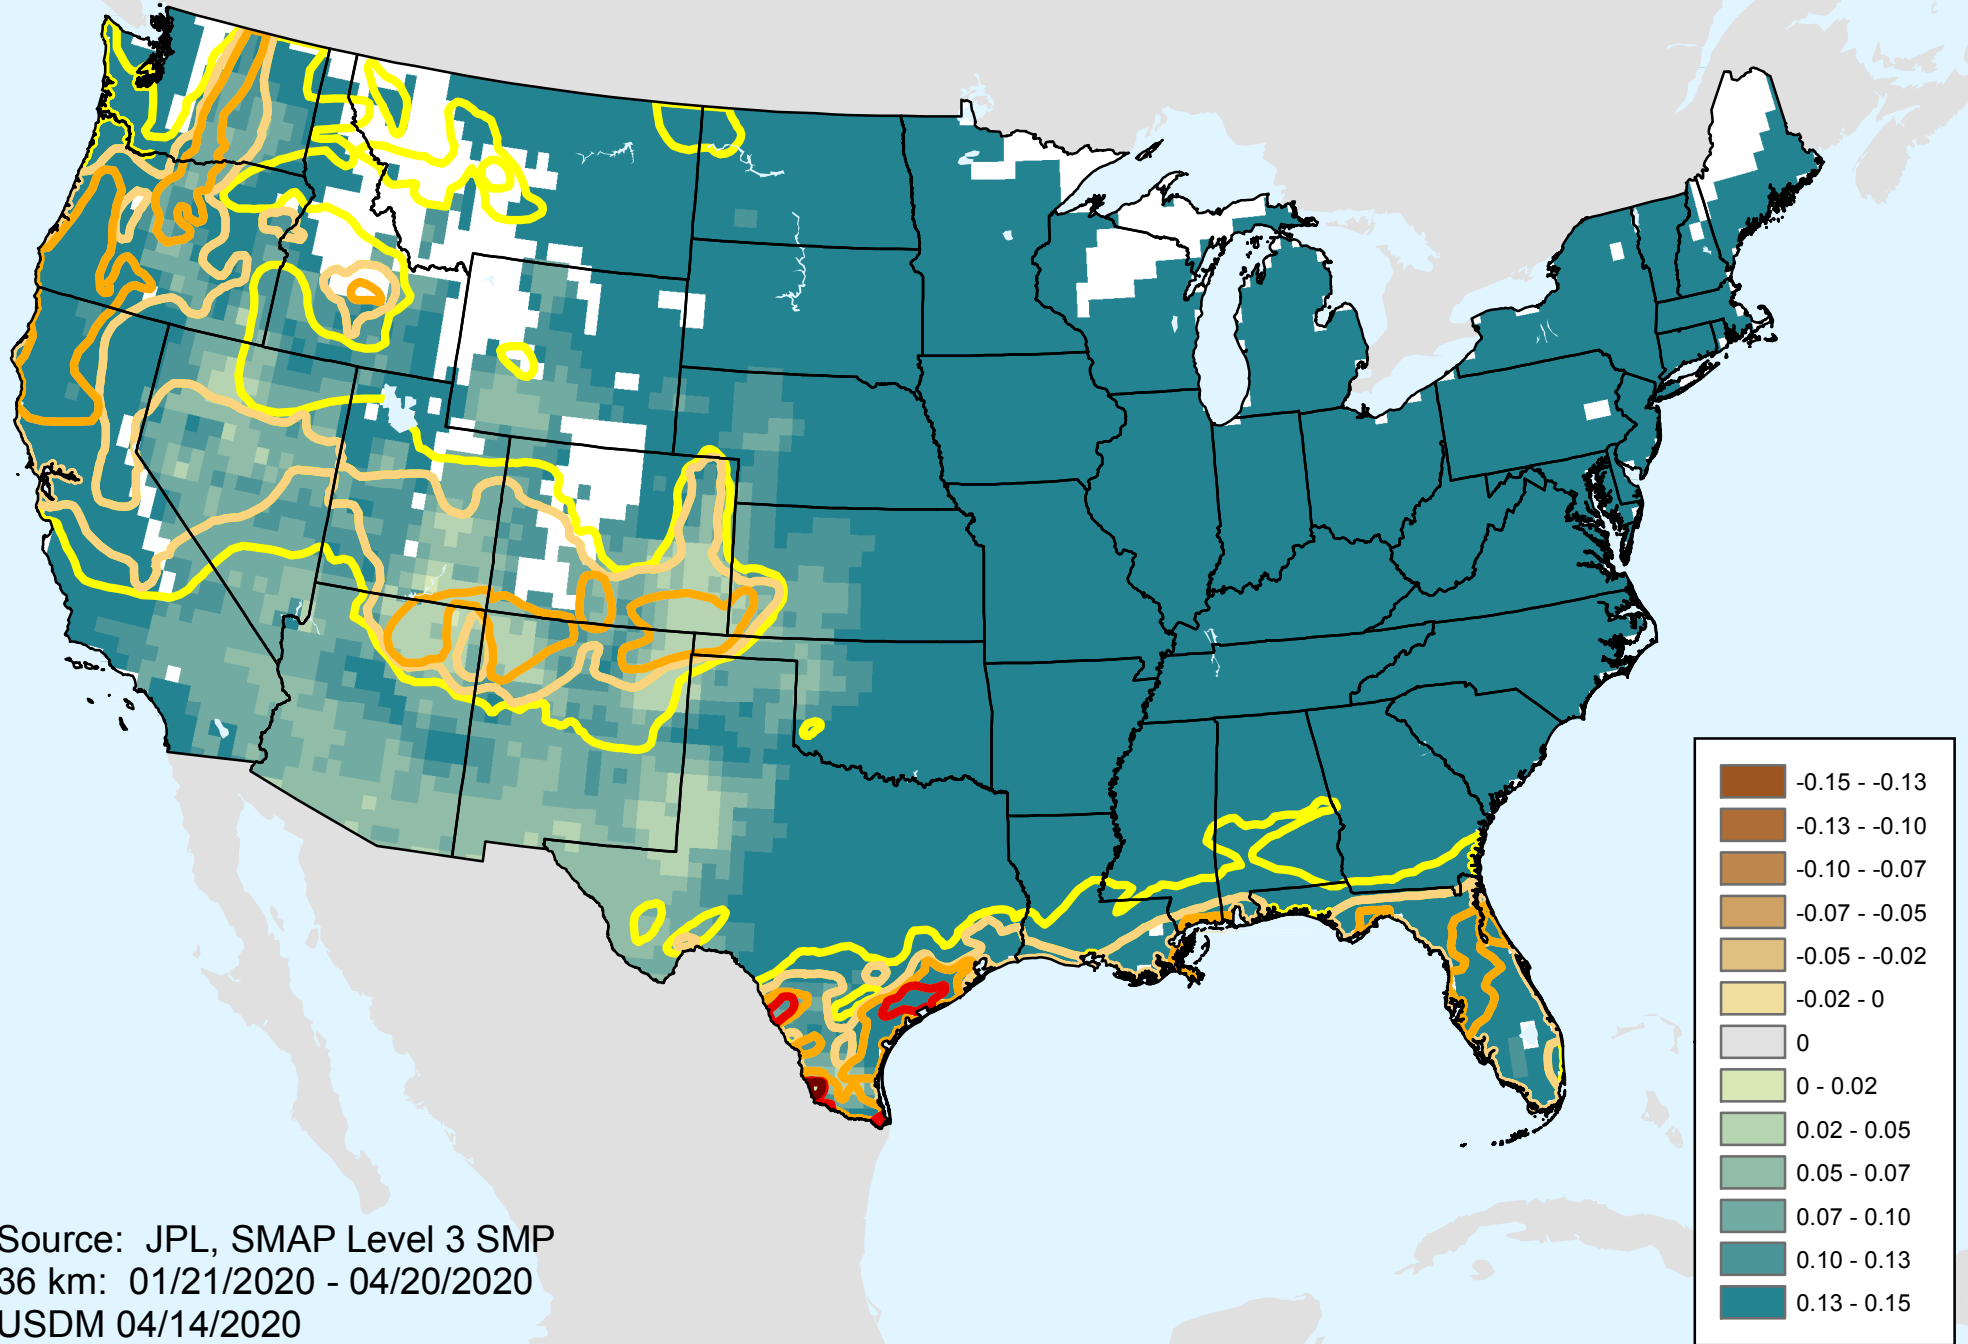 -0.15 - -0.13
-0.13 - -0.10
-0.10 - -0.07
-0.07 - -0.05
-0.05 - -0.02
-0.02 - 0
0
0 - 0.02
0.02 - 0.05
0.05 - 0.07
0.07 - 0.10
0.10 - 0.13
0.13 - 0.15
Source: JPL, SMAP Level 3 SMP
36 km: 01/21/2020 - 04/20/2020
USDM 04/14/2020